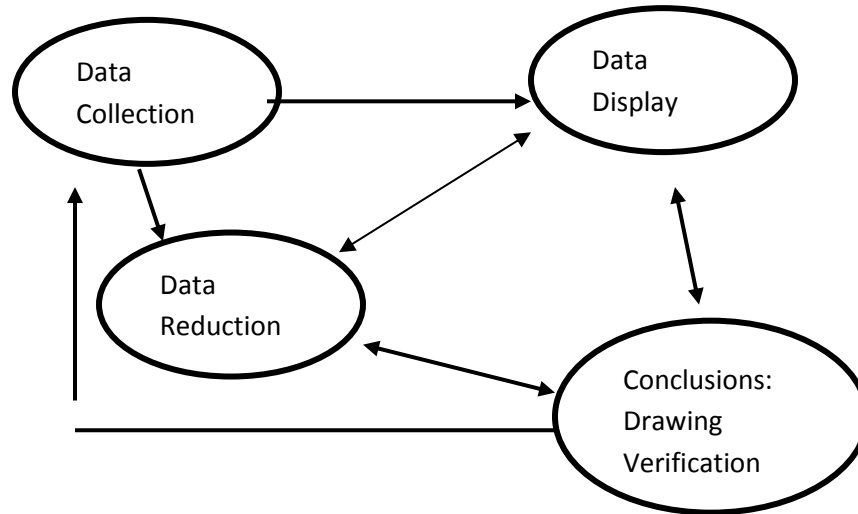 Data
Collection
Data
Display
Data
Reduction
Conclusions:
Drawing
Verification